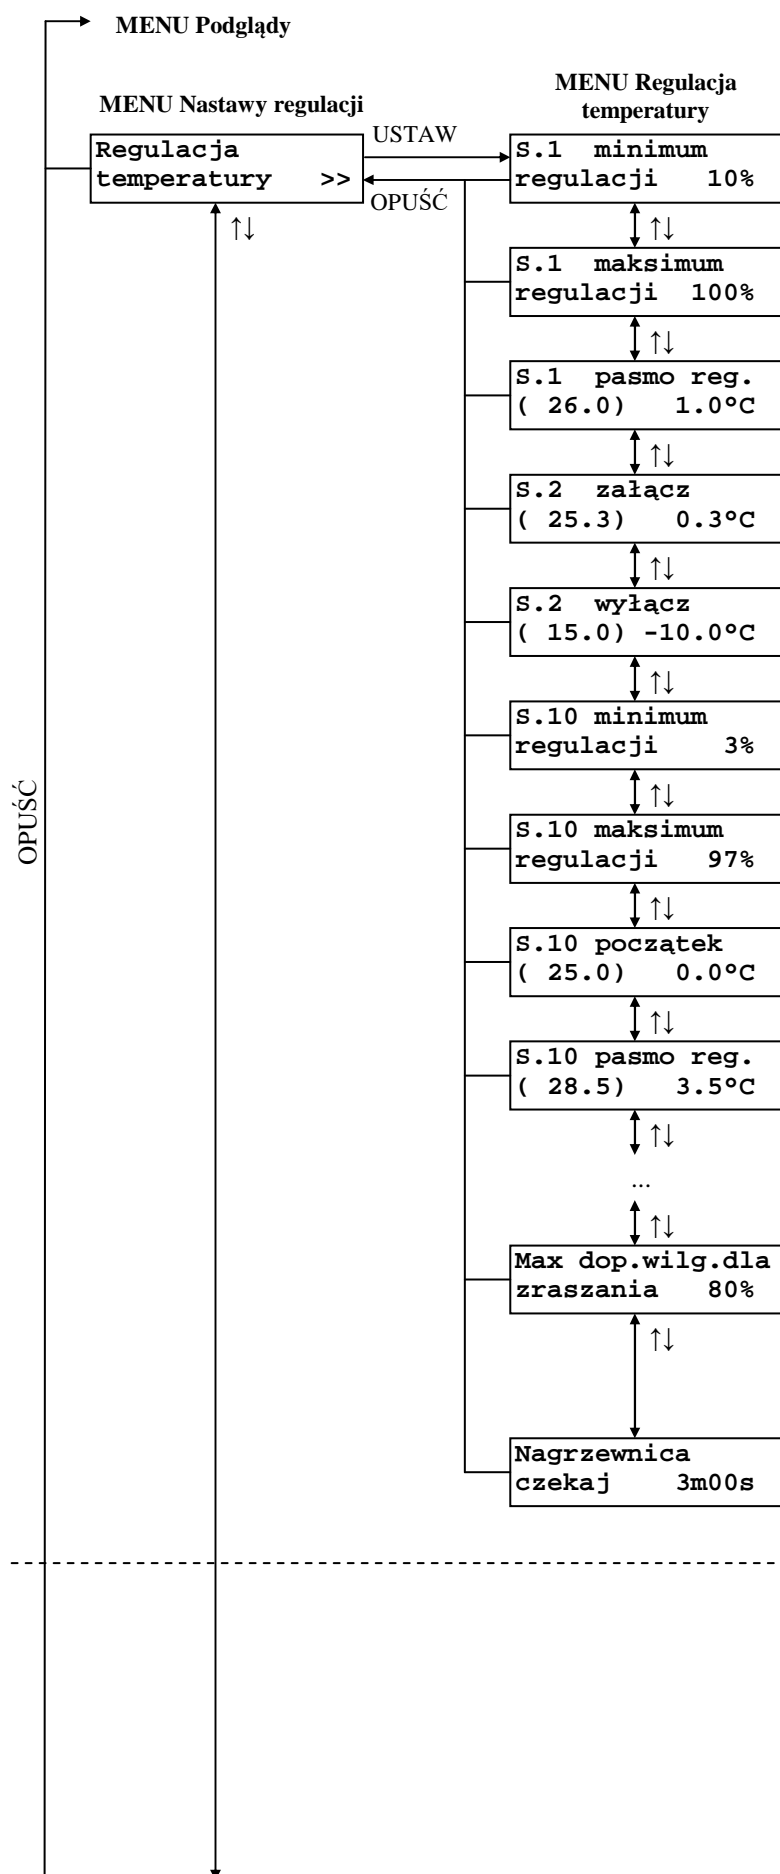 MENU Podglądy
MENU Nastawy regulacji
MENU Regulacja
temperatury
Regulacja
temperatury >>
USTAW
OPUŚĆ
↑↓
S.1 minimum
regulacji 10%
↑↓
S.1 maksimum
regulacji 100%
↑↓
S.1 pasmo reg.
( 26.0) 1.0°C
↑↓
S.2 załącz
( 25.3) 0.3°C
↑↓
S.2 wyłącz
( 15.0) -10.0°C
↑↓
S.10 minimum
regulacji 3%
↑↓
S.10 maksimum
regulacji 97%
↑↓
S.10 początek
( 25.0) 0.0°C
↑↓
S.10 pasmo reg.
( 28.5) 3.5°C
↑↓
...
↑↓
Max dop.wilg.dla
zraszania 80%
↑↓
Nagrzewnica
czekaj 3m00s
OPUŚĆ